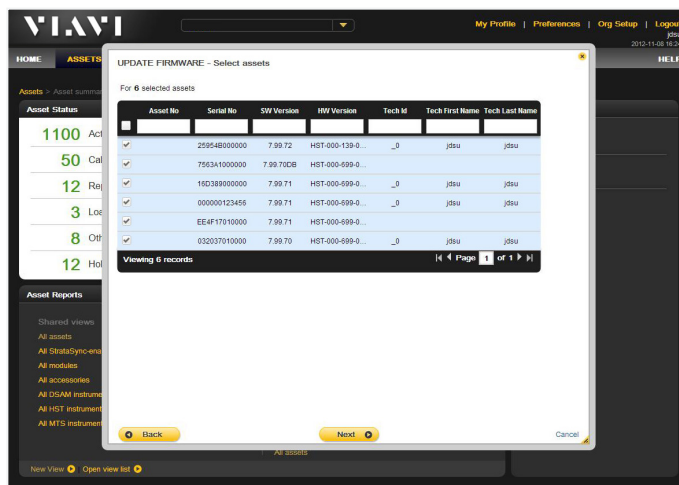 VIAVI
My Profile | Preferences | Org Setup | Logou
jdsu
2012-11-08 16:24
HOME ASSETS HELP
Assets > Asset summar
Asset Status
1100 Act
50 Cal
12 Rep
3 Loa
8 Oth
12 Hol
Asset Reports
Shared views
All assets
All StrataSync-ena
All modules
All accessories
All DSAM instrume
All HST instrument
All MTS instrument
All assets
New View Open view list
UPDATE FIRMWARE - Select assets
For 6 selected assets
Asset No Serial No SW Version HW Version Tech Id Tech First Name Tech Last Name
25954B000000 7.99.72 HST-000-139-0... _0 jdsu jdsu
7563A1000000 7.99.70DB HST-000-699-0...
16D389000000 7.99.71 HST-000-699-0... _0 jdsu jdsu
000000123456 7.99.71 HST-000-699-0... _0 jdsu jdsu
EE4F17010000 7.99.71 HST-000-699-0...
032037010000 7.99.70 HST-000-699-0... _0 jdsu jdsu
Viewing 6 records Page 1 of 1
Back Next Cancel